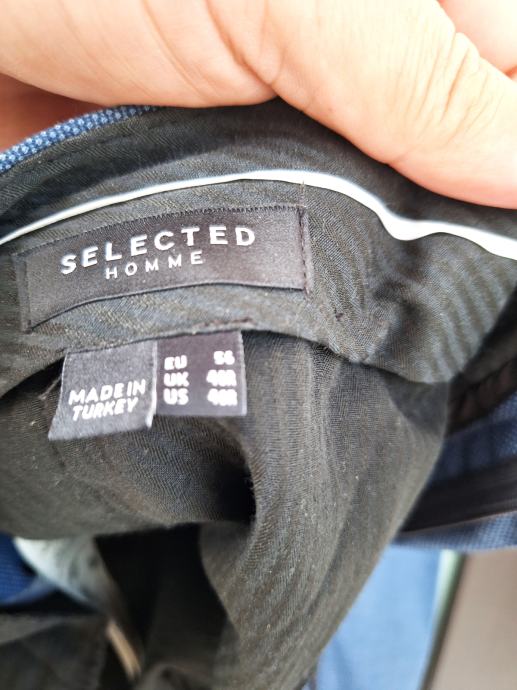 SELECTED
HOMME
MADE IN
TURKEY
EU 56
UK 46R
US 46R